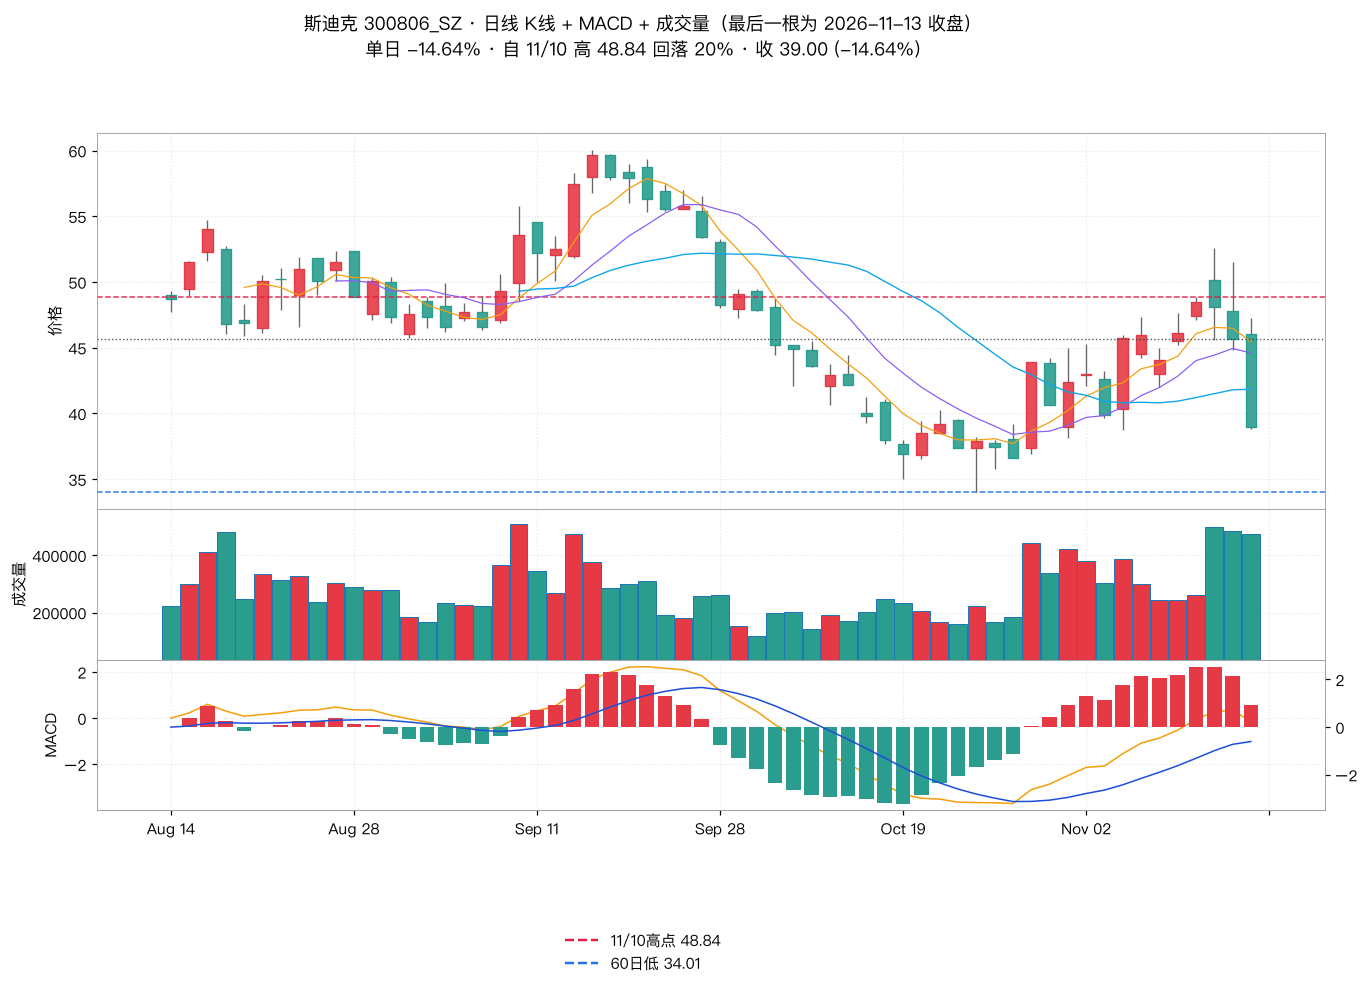 斯迪克 300806_SZ · 日线 K线 + MACD + 成交量（最后一根为 2026−11−13 收盘）
单日 −14.64% · 自 11/10 高 48.84 回落 20% · 收 39.00 (−14.64%)
价格
60
55
50
45
40
35
成交量
400000
200000
MACD
2
0
−2
2
0
−2
Aug 14
Aug 28
Sep 11
Sep 28
Oct 19
Nov 02
11/10高点 48.84
60日低 34.01